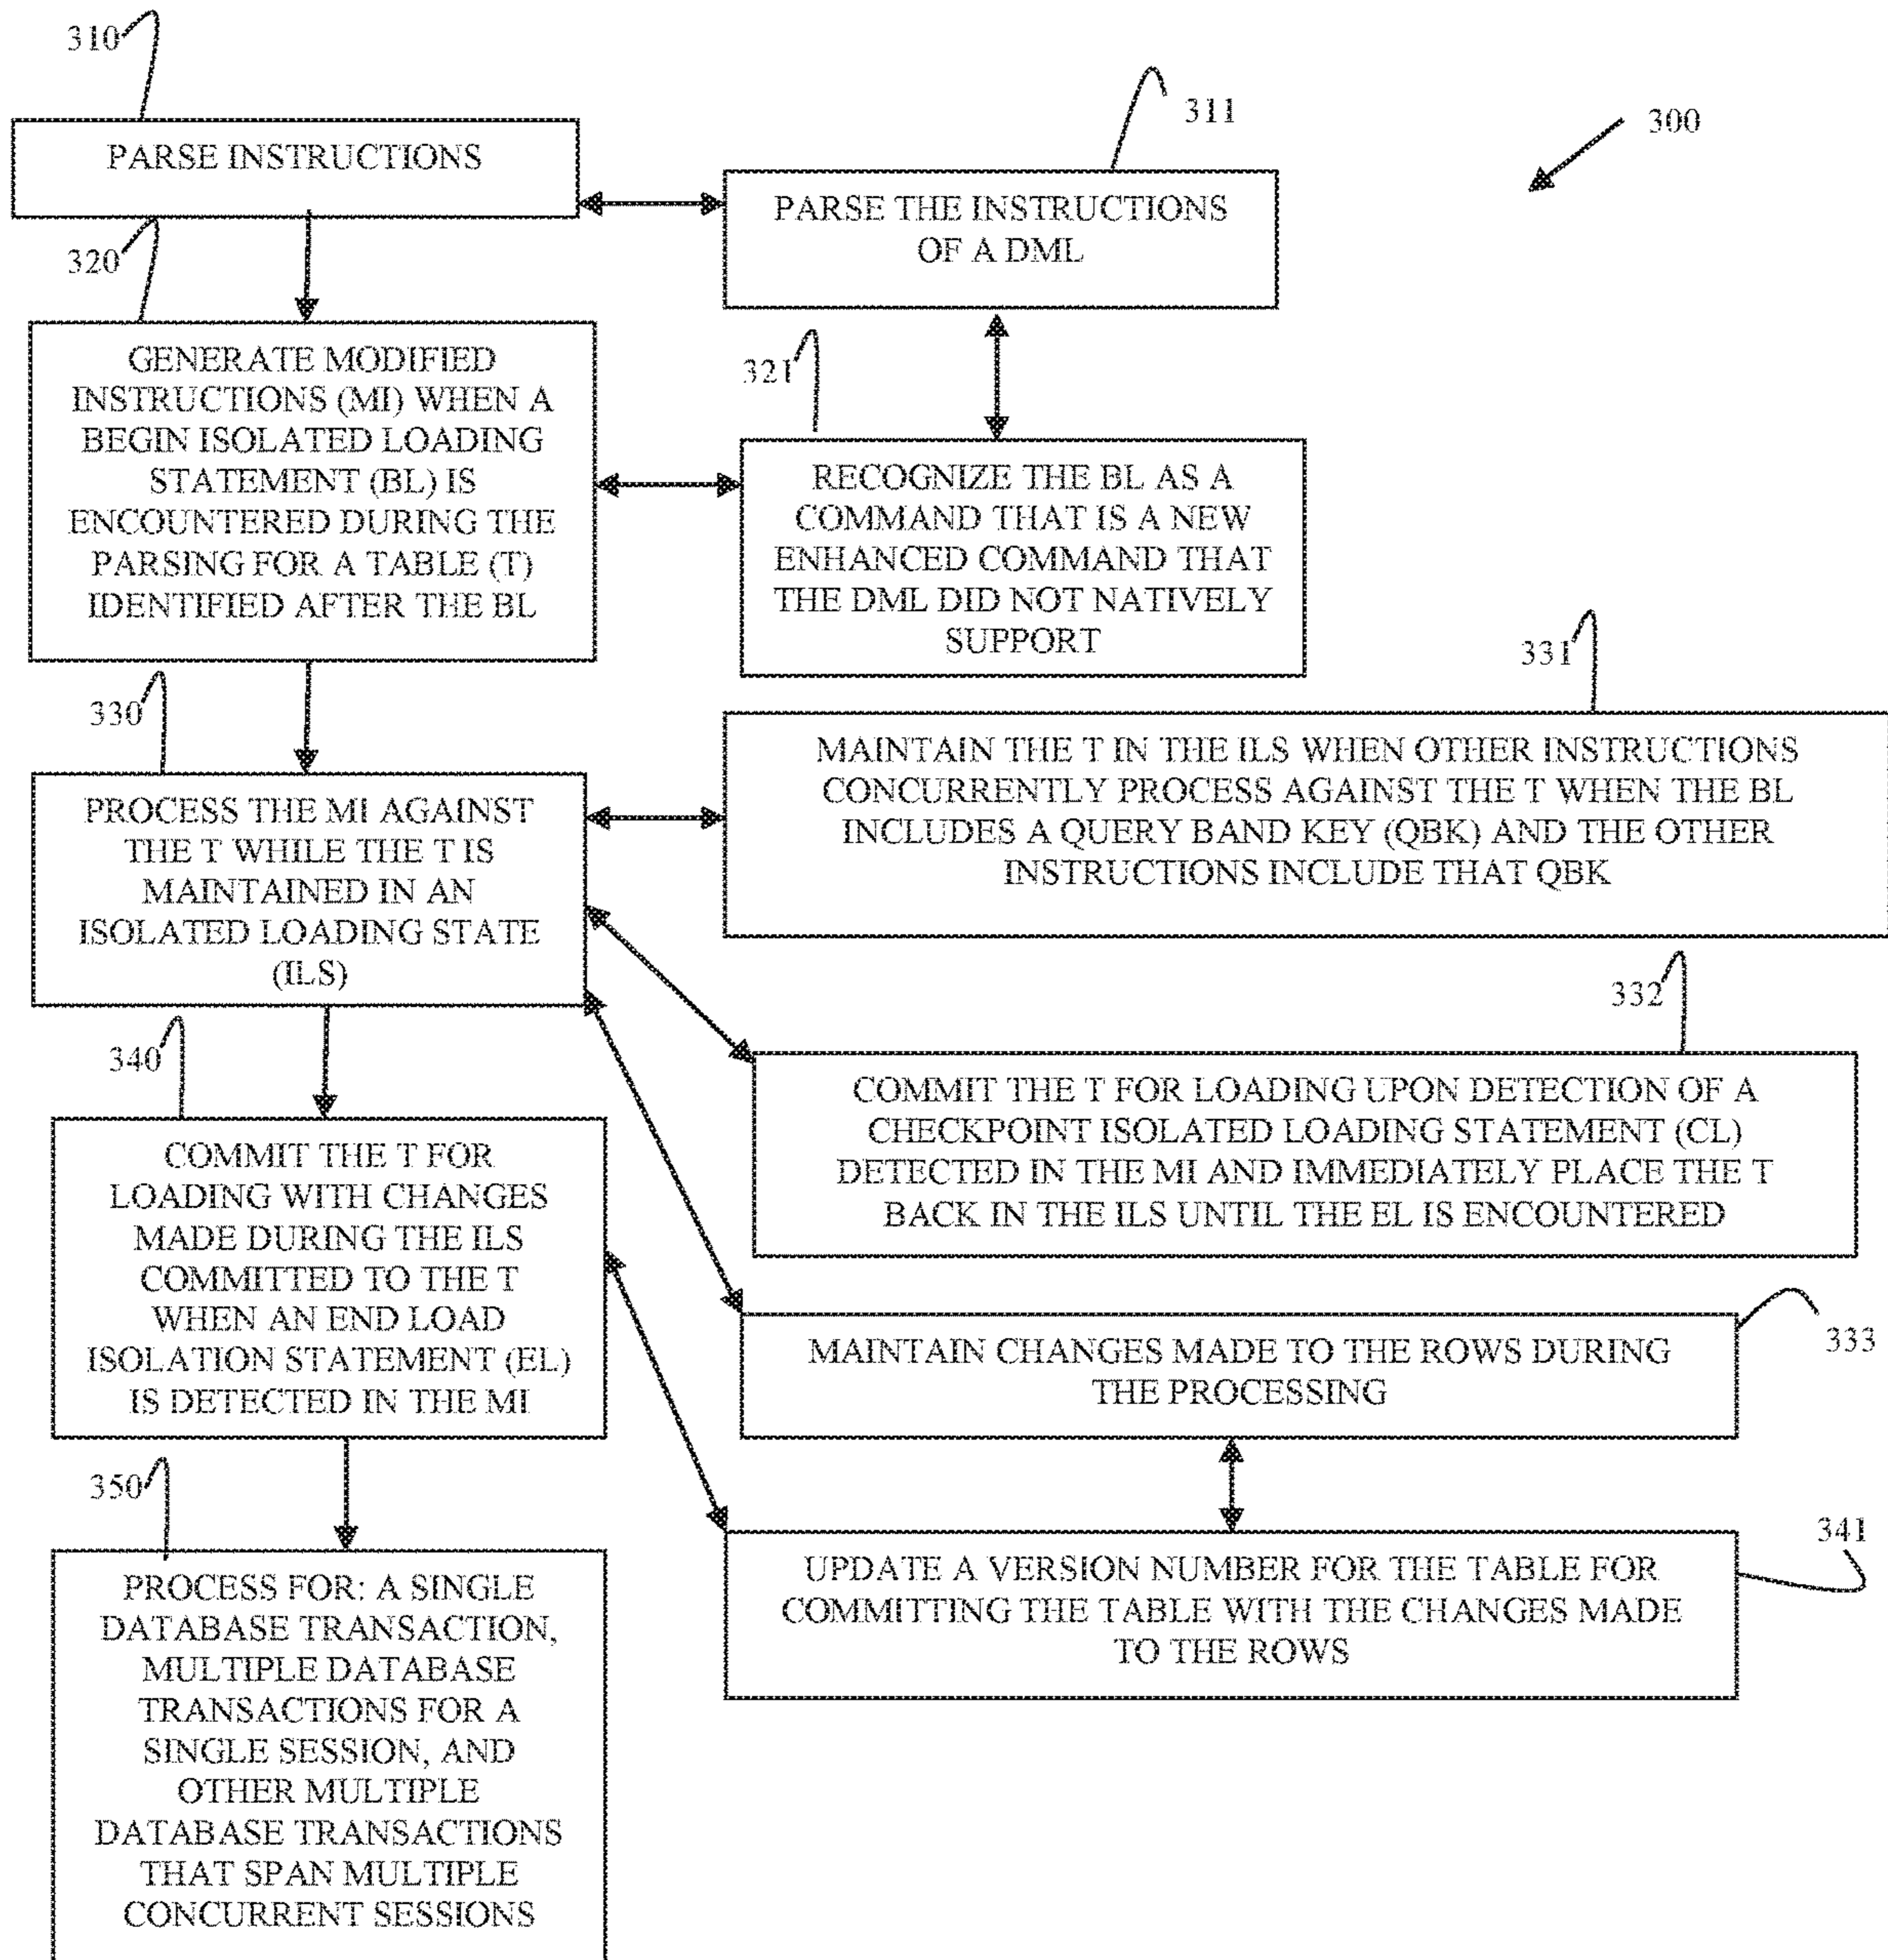 310
PARSE INSTRUCTIONS
311
PARSE THE INSTRUCTIONS
OF A DML
300
320
GENERATE MODIFIED
INSTRUCTIONS (MI) WHEN A
BEGIN ISOLATED LOADING
STATEMENT (BL) IS
ENCOUNTERED DURING THE
PARSING FOR A TABLE (T)
IDENTIFIED AFTER THE BL
321
RECOGNIZE THE BL AS A
COMMAND THAT IS A NEW
ENHANCED COMMAND THAT
THE DML DID NOT NATIVELY
SUPPORT
330
PROCESS THE MI AGAINST
THE T WHILE THE T IS
MAINTAINED IN AN
ISOLATED LOADING STATE
(ILS)
331
MAINTAIN THE T IN THE ILS WHEN OTHER INSTRUCTIONS
CONCURRENTLY PROCESS AGAINST THE T WHEN THE BL
INCLUDES A QUERY BAND KEY (QBK) AND THE OTHER
INSTRUCTIONS INCLUDE THAT QBK
332
COMMIT THE T FOR LOADING UPON DETECTION OF A
CHECKPOINT ISOLATED LOADING STATEMENT (CL)
DETECTED IN THE MI AND IMMEDIATELY PLACE THE T
BACK IN THE ILS UNTIL THE EL IS ENCOUNTERED
340
COMMIT THE T FOR
LOADING WITH CHANGES
MADE DURING THE ILS
COMMITTED TO THE T
WHEN AN END LOAD
ISOLATION STATEMENT (EL)
IS DETECTED IN THE MI
333
MAINTAIN CHANGES MADE TO THE ROWS DURING
THE PROCESSING
341
UPDATE A VERSION NUMBER FOR THE TABLE FOR
COMMITTING THE TABLE WITH THE CHANGES MADE
TO THE ROWS
350
PROCESS FOR: A SINGLE
DATABASE TRANSACTION,
MULTIPLE DATABASE
TRANSACTIONS FOR A
SINGLE SESSION, AND
OTHER MULTIPLE
DATABASE TRANSACTIONS
THAT SPAN MULTIPLE
CONCURRENT SESSIONS